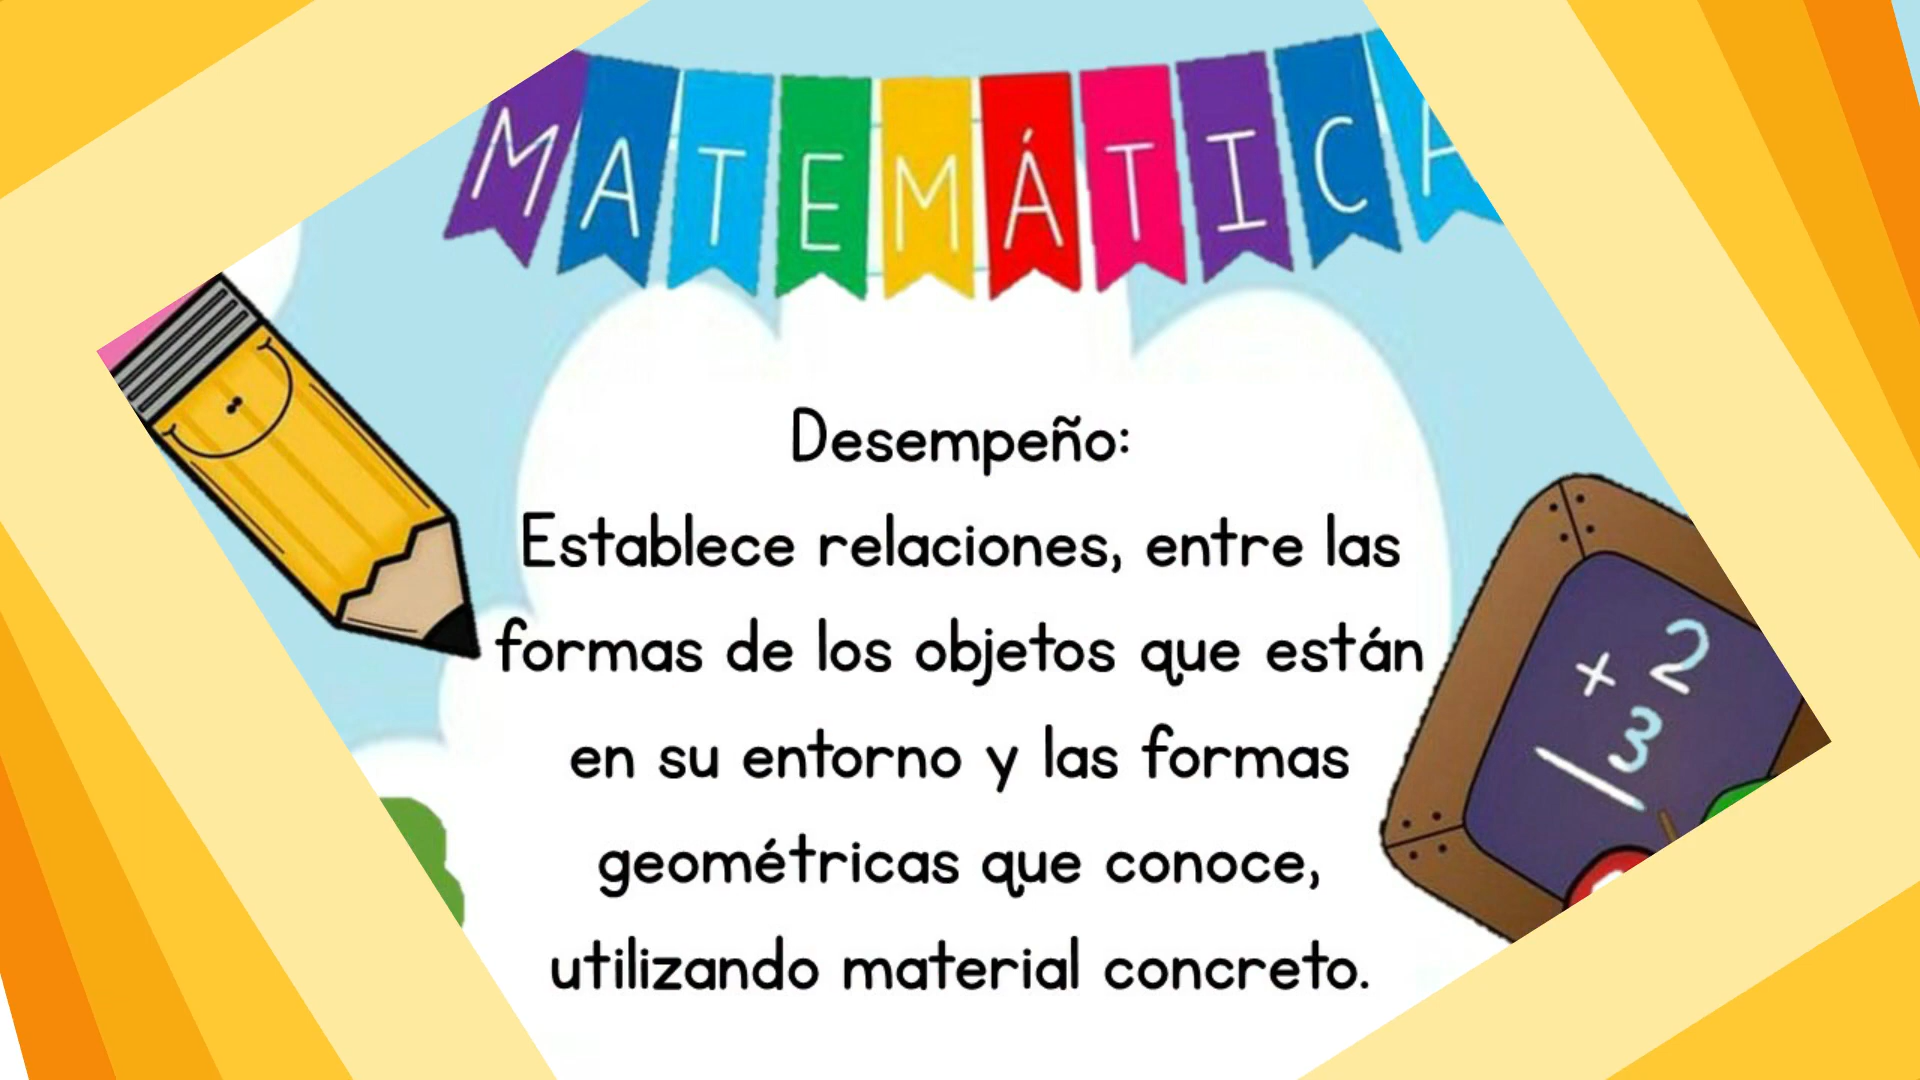 MATEMÁTICA
Desempeño:
Establece relaciones, entre las
formas de los objetos que están
en su entorno y las formas
geométricas que conoce,
utilizando material concreto.
2
+ 3